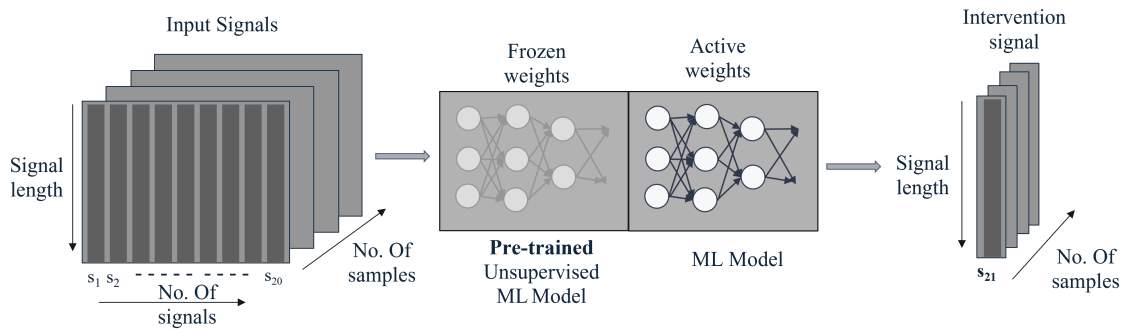 Input Signals
Signal
length
s1 s2
s20
No. Of
signals
No. Of
samples
Frozen
weights
Active
weights
Pre-trained
Unsupervised
ML Model
ML Model
Intervention
signal
Signal
length
s21
No. Of
samples